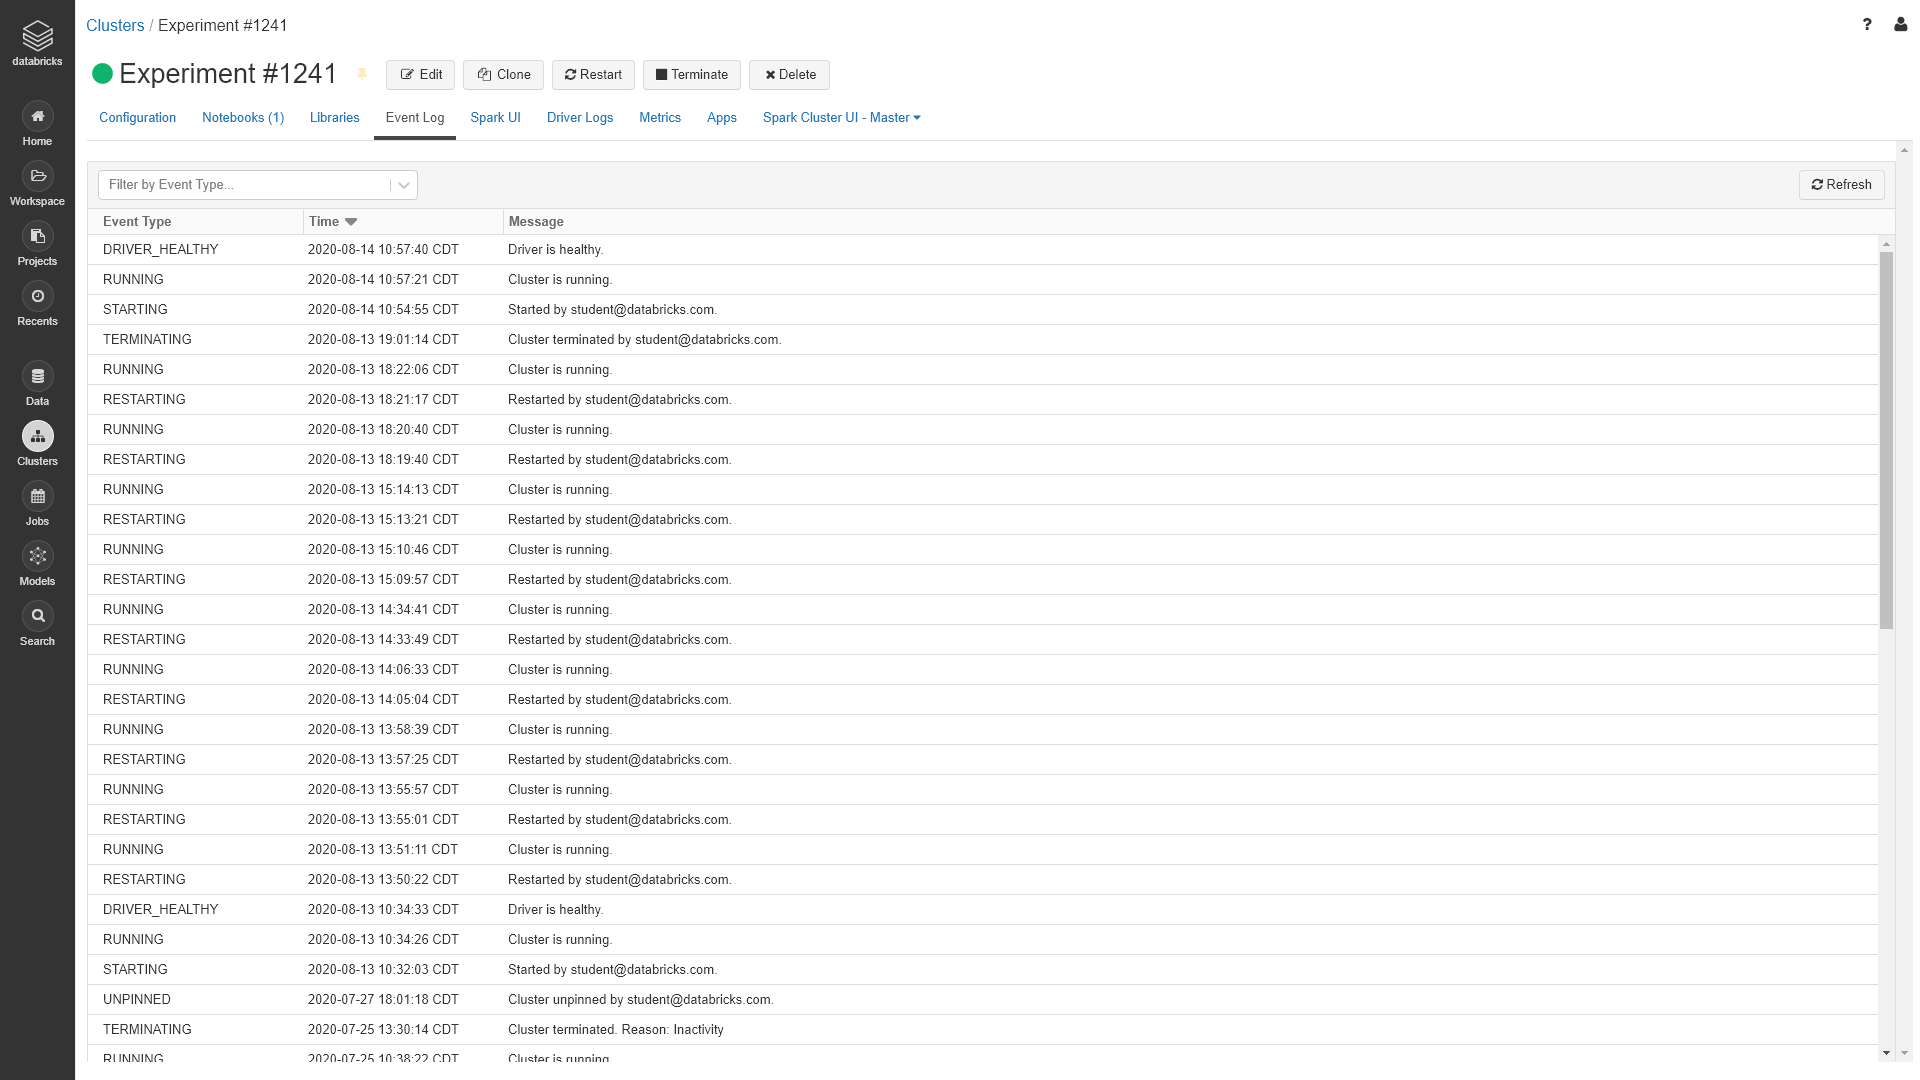 Clusters / Experiment #1241
?
databricks
Experiment #1241
Edit
Clone
Restart
Terminate
Delete
Configuration
Notebooks (1)
Libraries
Event Log
Spark UI
Driver Logs
Metrics
Apps
Spark Cluster UI - Master
Home
Workspace
Projects
Recents
Data
Clusters
Jobs
Models
Search
Filter by Event Type...
Refresh
Event Type Time Message
DRIVER_HEALTHY 2020-08-14 10:57:40 CDT Driver is healthy.
RUNNING 2020-08-14 10:57:21 CDT Cluster is running.
STARTING 2020-08-14 10:54:55 CDT Started by student@databricks.com.
TERMINATING 2020-08-13 19:01:14 CDT Cluster terminated by student@databricks.com.
RUNNING 2020-08-13 18:22:06 CDT Cluster is running.
RESTARTING 2020-08-13 18:21:17 CDT Restarted by student@databricks.com.
RUNNING 2020-08-13 18:20:40 CDT Cluster is running.
RESTARTING 2020-08-13 18:19:40 CDT Restarted by student@databricks.com.
RUNNING 2020-08-13 15:14:13 CDT Cluster is running.
RESTARTING 2020-08-13 15:13:21 CDT Restarted by student@databricks.com.
RUNNING 2020-08-13 15:10:46 CDT Cluster is running.
RESTARTING 2020-08-13 15:09:57 CDT Restarted by student@databricks.com.
RUNNING 2020-08-13 14:34:41 CDT Cluster is running.
RESTARTING 2020-08-13 14:33:49 CDT Restarted by student@databricks.com.
RUNNING 2020-08-13 14:06:33 CDT Cluster is running.
RESTARTING 2020-08-13 14:05:04 CDT Restarted by student@databricks.com.
RUNNING 2020-08-13 13:58:39 CDT Cluster is running.
RESTARTING 2020-08-13 13:57:25 CDT Restarted by student@databricks.com.
RUNNING 2020-08-13 13:55:57 CDT Cluster is running.
RESTARTING 2020-08-13 13:55:01 CDT Restarted by student@databricks.com.
RUNNING 2020-08-13 13:51:11 CDT Cluster is running.
RESTARTING 2020-08-13 13:50:22 CDT Restarted by student@databricks.com.
DRIVER_HEALTHY 2020-08-13 10:34:33 CDT Driver is healthy.
RUNNING 2020-08-13 10:34:26 CDT Cluster is running.
STARTING 2020-08-13 10:32:03 CDT Started by student@databricks.com.
UNPINNED 2020-07-27 18:01:18 CDT Cluster unpinned by student@databricks.com.
TERMINATING 2020-07-25 13:30:14 CDT Cluster terminated. Reason: Inactivity
RUNNING 2020-07-25 10:38:22 CDT Cluster is running.